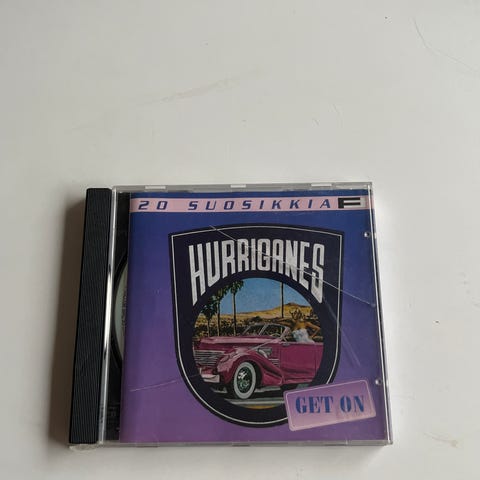 20 SUOSIKKIA F
HURRIGANES
GET ON